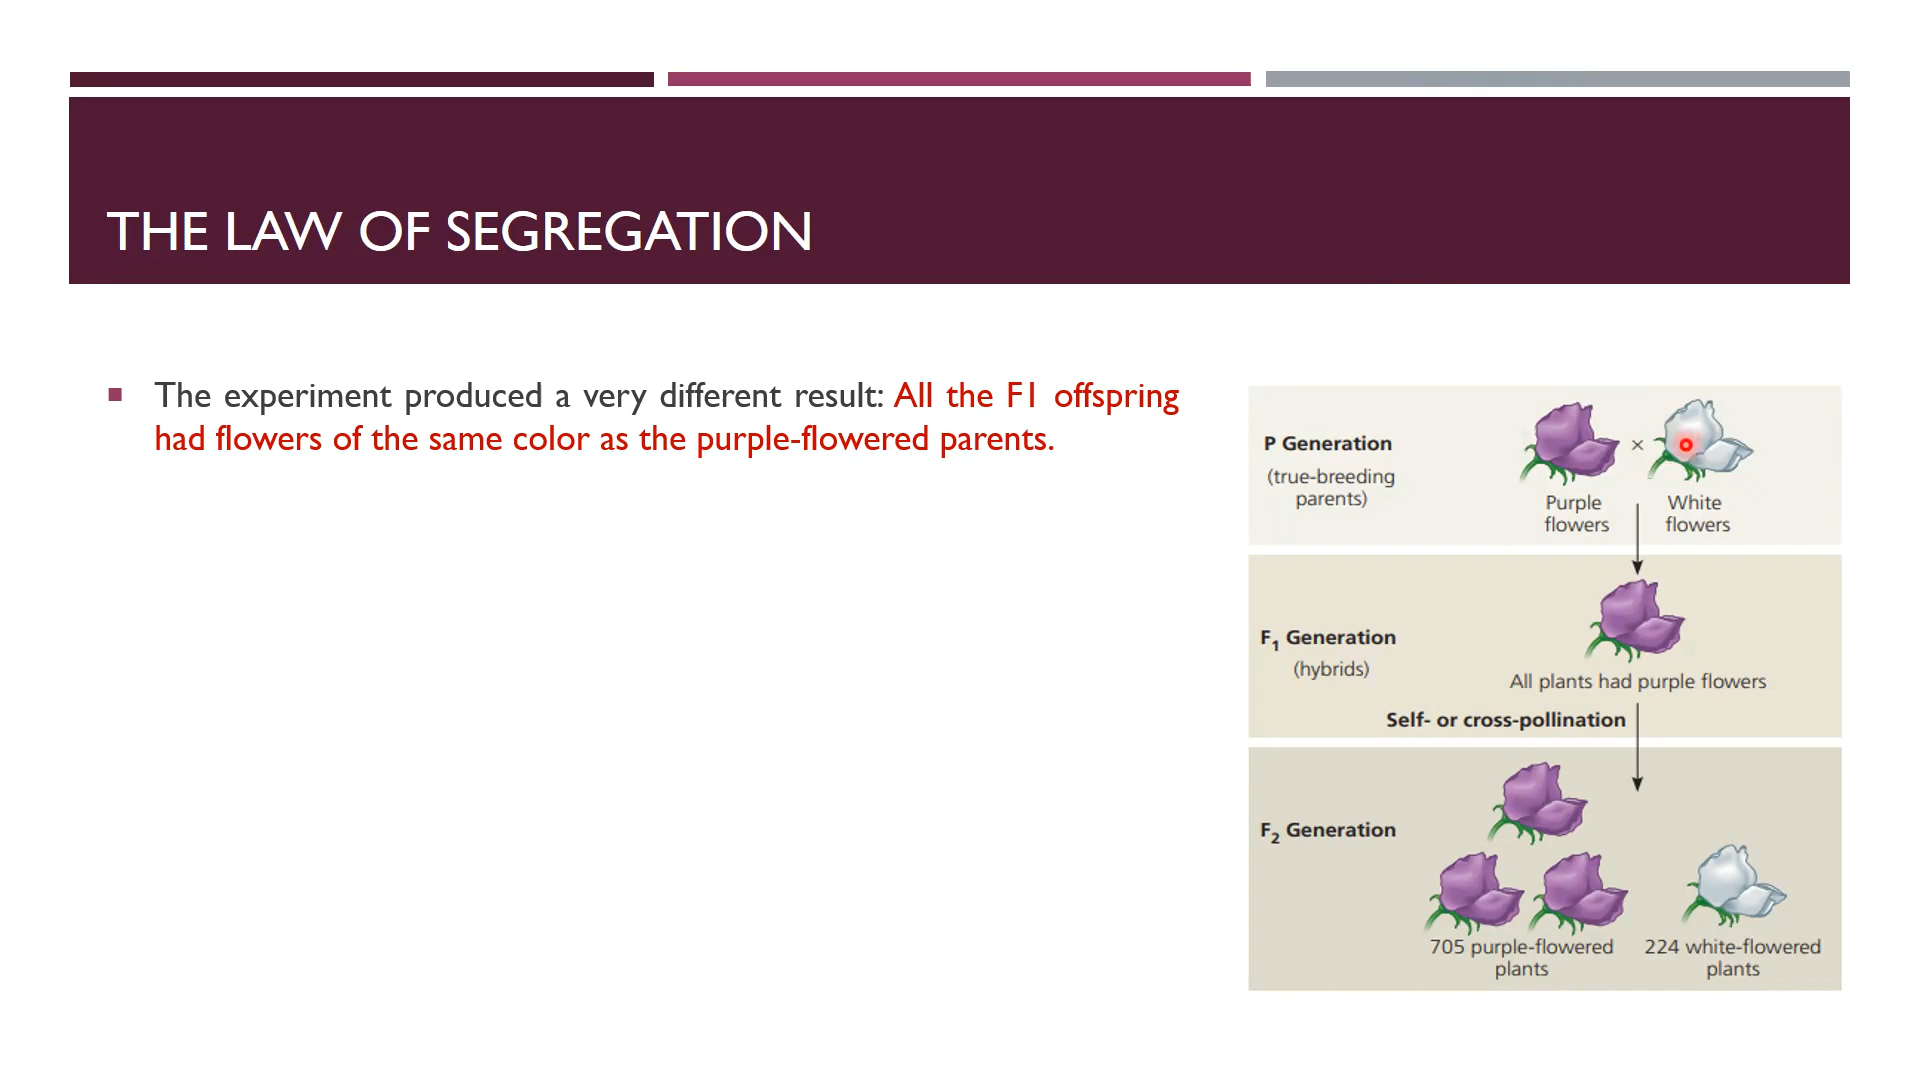 THE LAW OF SEGREGATION
The experiment produced a very different result: All the F1 offspring
had flowers of the same color as the purple-flowered parents.
P Generation
(true-breeding
parents)
×
Purple
flowers
White
flowers
F1 Generation
(hybrids)
All plants had purple flowers
Self- or cross-pollination
F2 Generation
705 purple-flowered
plants
224 white-flowered
plants